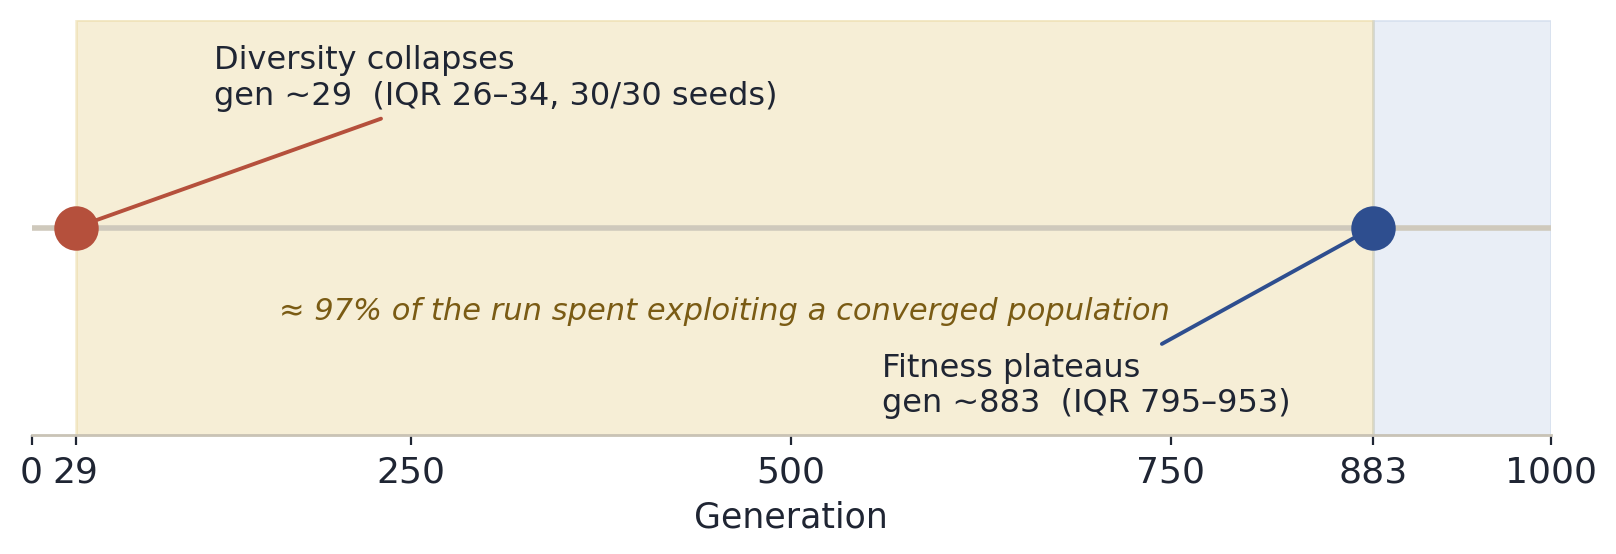 Diversity collapses
gen ~29  (IQR 26–34, 30/30 seeds)
≈ 97% of the run spent exploiting a converged population
Fitness plateaus
gen ~883  (IQR 795–953)
0 29 250 500 750 883 1000
Generation